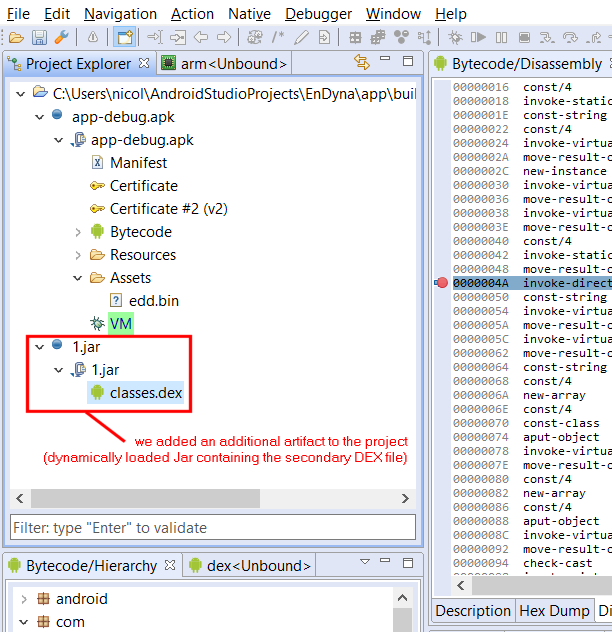 File Edit Navigation Action Native Debugger Window Help
Project Explorer
arm<Unbound>
C:\Users\nicol\AndroidStudioProjects\EnDyna\app\bui
app-debug.apk
app-debug.apk
Manifest
Certificate
Certificate #2 (v2)
Bytecode
Resources
Assets
edd.bin
VM
1.jar
1.jar
classes.dex
we added an additional artifact to the project
(dynamically loaded Jar containing the secondary DEX file)
Filter: type "Enter" to validate
Bytecode/Hierarchy
dex<Unbound>
android
com
Bytecode/Disassembly
00000016 const/4
00000018 invoke-stati
0000001E const-string
00000022 const/4
00000024 invoke-virtua
0000002A move-result-o
0000002C new-instance
00000030 invoke-virtua
00000036 move-result-o
00000038 invoke-virtua
0000003E move-result-o
00000040 const/4
00000042 invoke-stati
00000048 move-result-o
0000004A invoke-direct
00000050 const-string
00000054 invoke-virtua
0000005A move-result-o
0000005C invoke-virtua
00000062 move-result-o
00000064 const-string
00000068 const/4
0000006A new-array
0000006E const/4
00000070 const-class
00000074 aput-object
00000078 invoke-virtua
0000007E move-result-o
00000080 const/4
00000082 new-array
00000086 const/4
00000088 aput-object
0000008C invoke-virtua
00000092 move-result-o
00000094 check-cast
Description Hex Dump Di